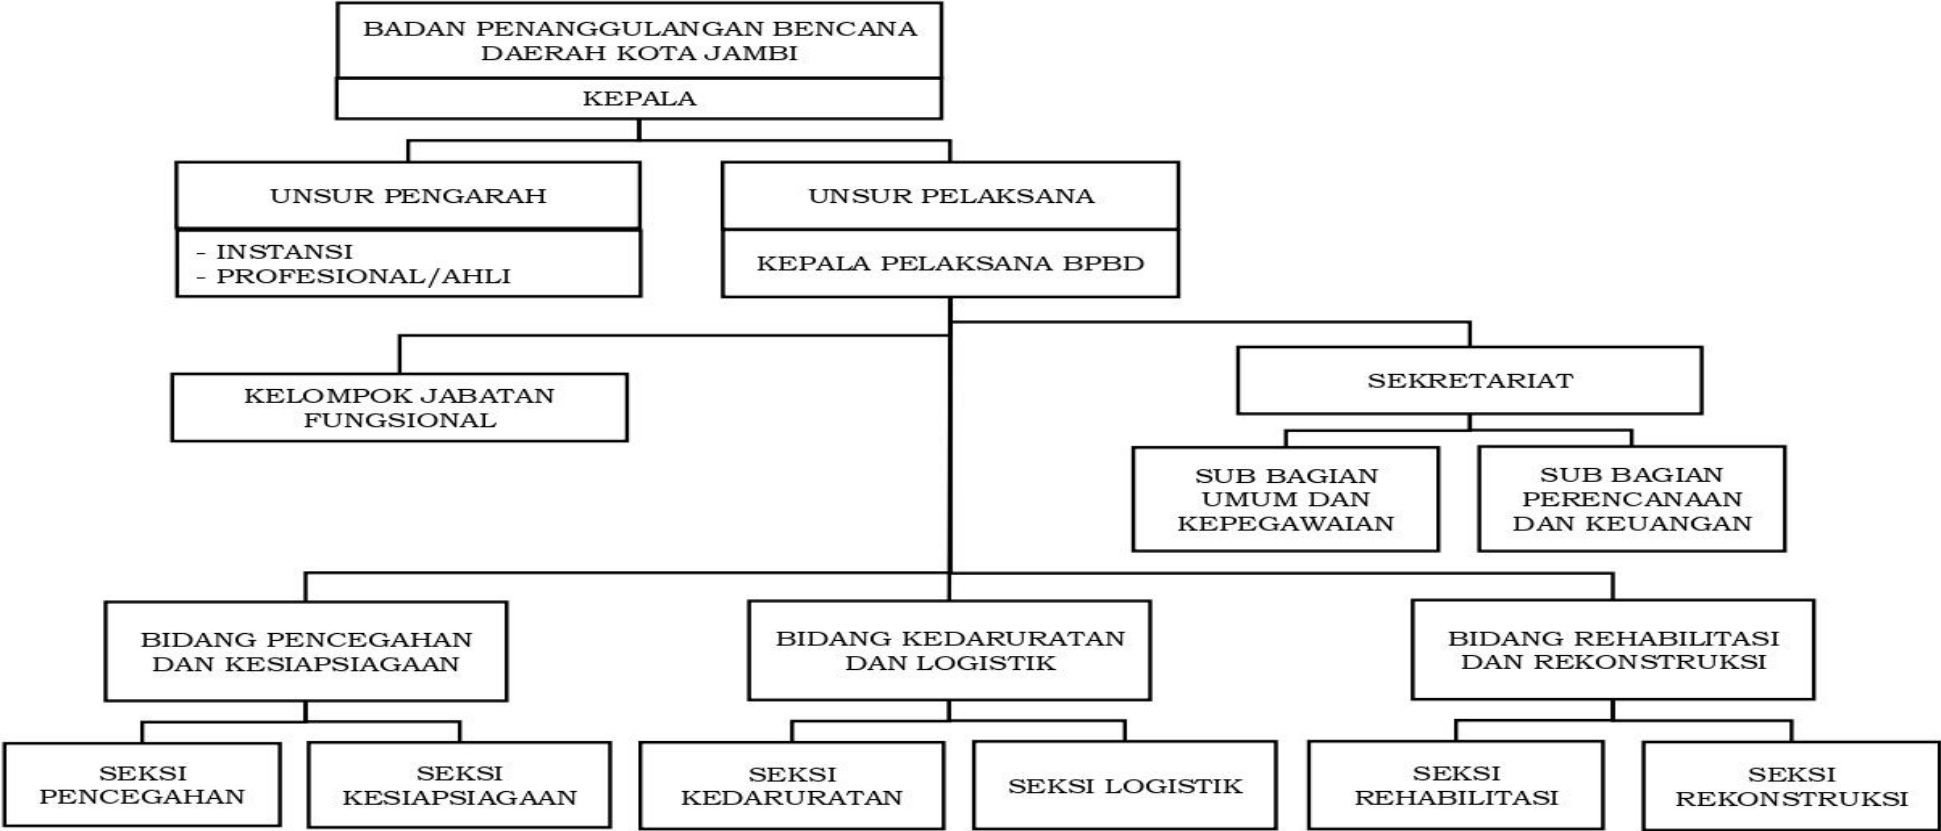 BADAN PENANGGULANGAN BENCANA
DAERAH KOTA JAMBI
KEPALA
UNSUR PENGARAH
- INSTANSI
- PROFESIONAL/AHLI
UNSUR PELAKSANA
KEPALA PELAKSANA BPBD
KELOMPOK JABATAN
FUNGSIONAL
SEKRETARIAT
SUB BAGIAN
UMUM DAN
KEPEGAWAIAN
SUB BAGIAN
PERENCANAAN
DAN KEUANGAN
BIDANG PENCEGAHAN
DAN KESIAPSIAGAAN
BIDANG KEDARURATAN
DAN LOGISTIK
BIDANG REHABILITASI
DAN REKONSTRUKSI
SEKSI
PENCEGAHAN
SEKSI
KESIAPSIAGAAN
SEKSI
KEDARURATAN
SEKSI LOGISTIK
SEKSI
REHABILITASI
SEKSI
REKONSTRUKSI